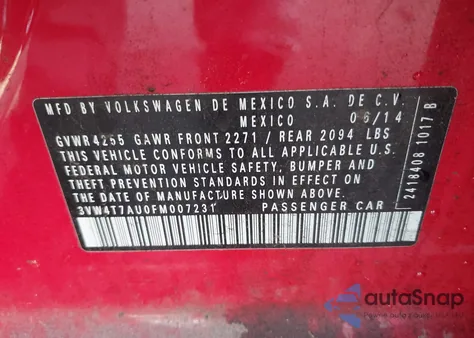 MFD BY VOLKSWAGEN DE MEXICO S.A. DE C.V.
MEXICO 06/14
GVWR 4255 GAWR FRONT 2271 / REAR 2094 LBS
THIS VEHICLE CONFORMS TO ALL APPLICABLE U.S.
FEDERAL MOTOR VEHICLE SAFETY, BUMPER AND
THEFT PREVENTION STANDARDS IN EFFECT ON
THE DATE OF MANUFACTURE SHOWN ABOVE.
3VW4T7AU0FM007231 PASSENGER CAR
2418408 1017 B
autoSnap